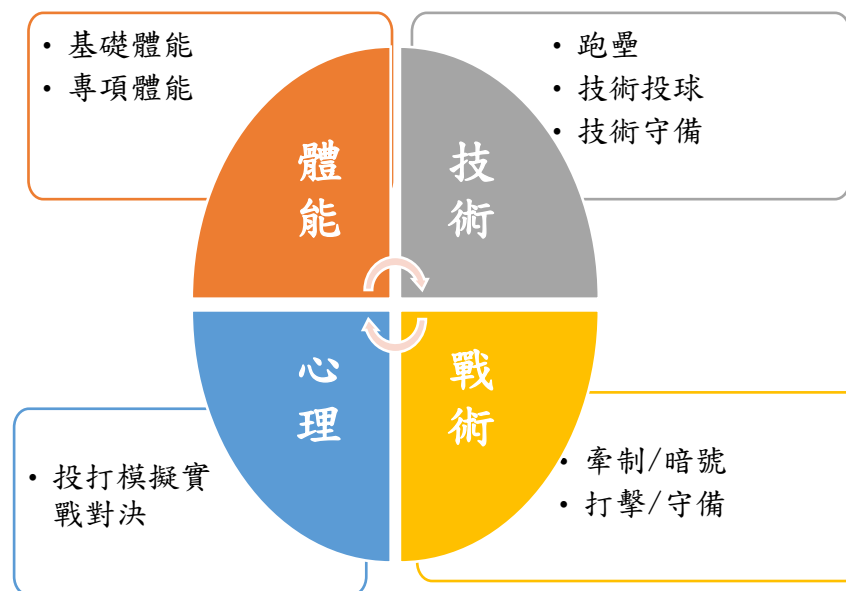 • 基礎體能
• 專項體能
• 跑壘
• 技術投球
• 技術守備
體
能
技
術
心
理
戰
術
• 投打模擬實
戰對決
• 牽制/暗號
• 打擊/守備